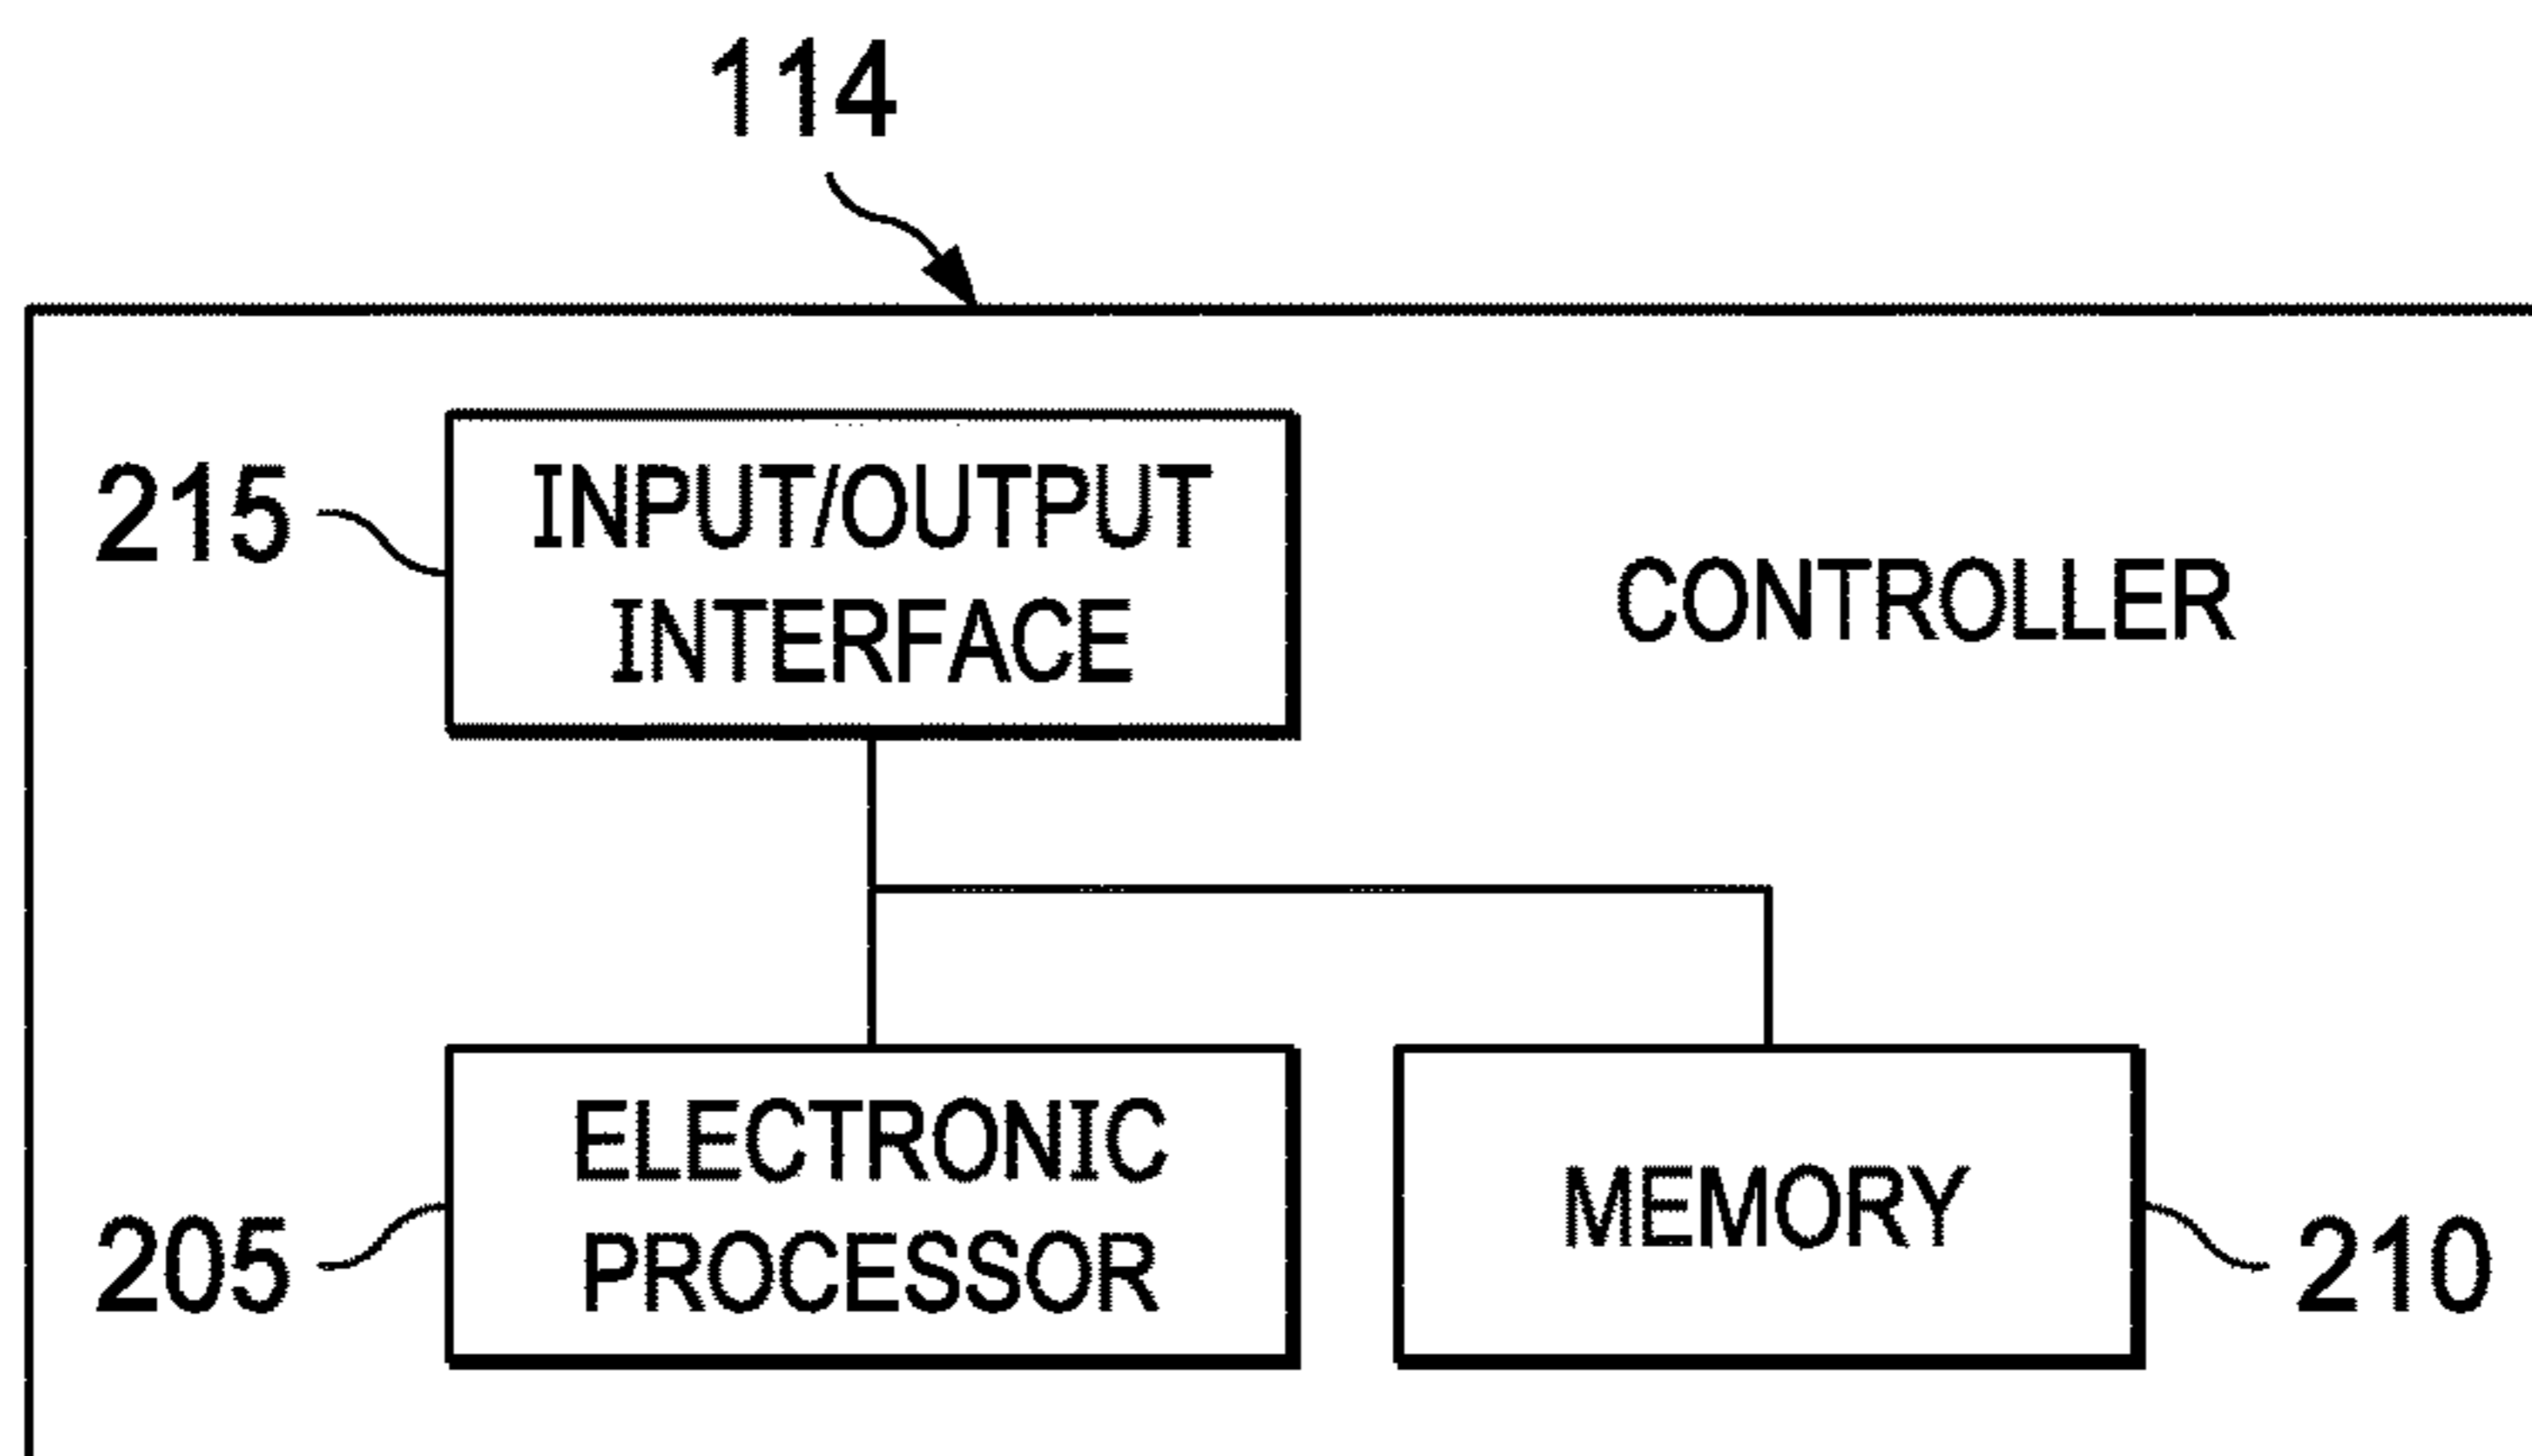 114
215
INPUT/OUTPUT
INTERFACE
CONTROLLER
205
ELECTRONIC
PROCESSOR
MEMORY
210